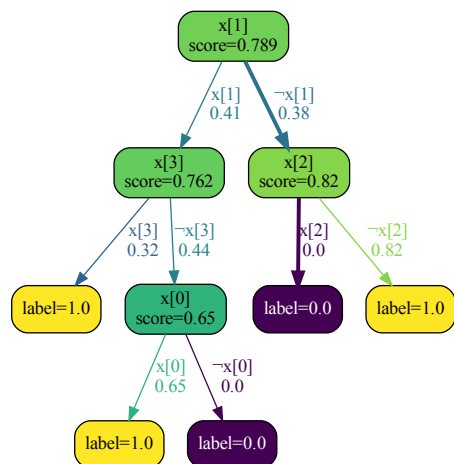 x[1]
score=0.789
x[1]
0.41
¬x[1]
0.38
x[3]
score=0.762
x[2]
score=0.82
x[3]
0.32
¬x[3]
0.44
x[2]
0.0
¬x[2]
0.82
label=1.0
x[0]
score=0.65
label=0.0
label=1.0
x[0]
0.65
¬x[0]
0.0
label=1.0
label=0.0